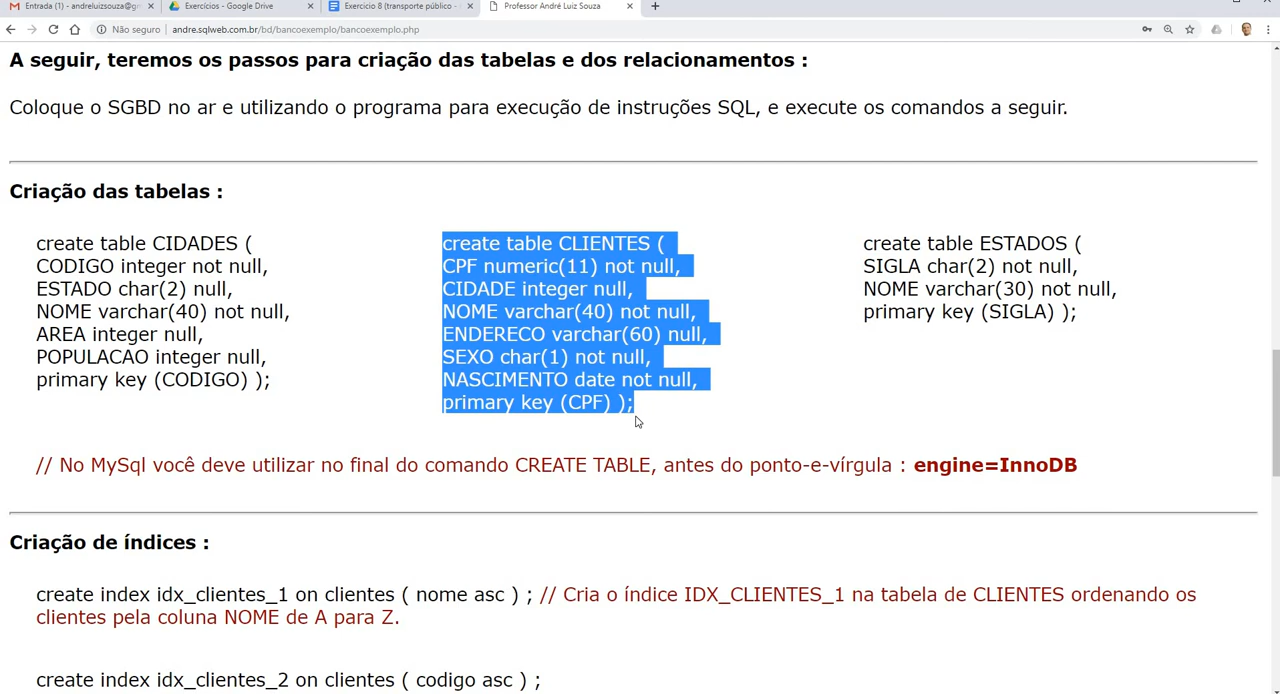 Entrada (1) - andreluizsouza@gm
Exercícios - Google Drive
Exercicio 8 (transporte público -
Professor André Luiz Souza
Não seguro
andre.sqlweb.com.br/bd/bancoexemplo/bancoexemplo.php
A seguir, teremos os passos para criação das tabelas e dos relacionamentos :
Coloque o SGBD no ar e utilizando o programa para execução de instruções SQL, e execute os comandos a seguir.
Criação das tabelas :
create table CIDADES (
CODIGO integer not null,
ESTADO char(2) null,
NOME varchar(40) not null,
AREA integer null,
POPULACAO integer null,
primary key (CODIGO) );
create table CLIENTES (
CPF numeric(11) not null,
CIDADE integer null,
NOME varchar(40) not null,
ENDERECO varchar(60) null,
SEXO char(1) not null,
NASCIMENTO date not null,
primary key (CPF) );
create table ESTADOS (
SIGLA char(2) not null,
NOME varchar(30) not null,
primary key (SIGLA) );
// No MySql você deve utilizar no final do comando CREATE TABLE, antes do ponto-e-vírgula : engine=InnoDB
Criação de índices :
create index idx_clientes_1 on clientes ( nome asc ) ; // Cria o índice IDX_CLIENTES_1 na tabela de CLIENTES ordenando os
clientes pela coluna NOME de A para Z.
create index idx_clientes_2 on clientes ( codigo asc ) ;